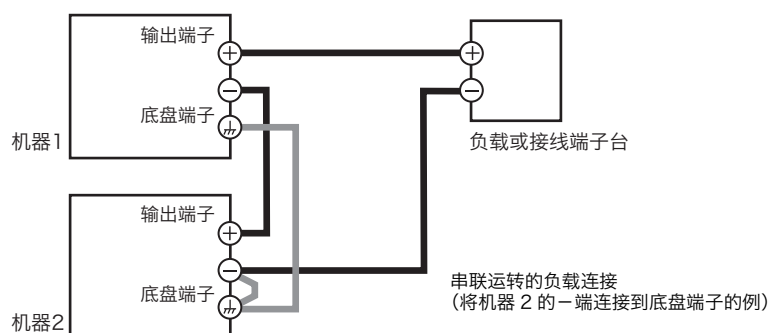 输出端子
底盘端子
机器1
负载或接线端子台
输出端子
底盘端子
机器2
串联运转的负载连接
（将机器 2 的－端连接到底盘端子的例）